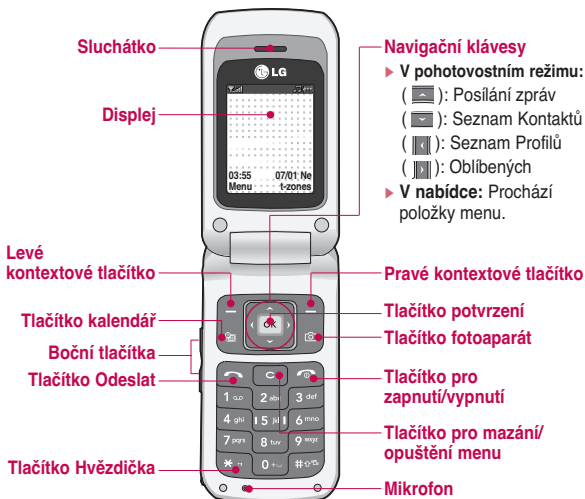 Sluchátko
Displej
Levé
kontextové tlačítko
Tlačítko kalendář
Boční tlačítka
Tlačítko Odeslat
Tlačítko Hvězdička
LG
03:55 07/01 Ne
Menu t-zones
OK
C
1
2 abc
3 def
4 ghi
5 jkl
6 mno
7 pqrs
8 tuv
9 wxyz
0 +
#
Navigační klávesy
V pohotovostním režimu:
( ): Posílání zpráv
( ): Seznam Kontaktů
( ): Seznam Profilů
( ): Oblíbených
V nabídce: Prochází
položky menu.
Pravé kontextové tlačítko
Tlačítko potvrzení
Tlačítko fotoaparát
Tlačítko pro
zapnutí/vypnutí
Tlačítko pro mazání/
opuštění menu
Mikrofon